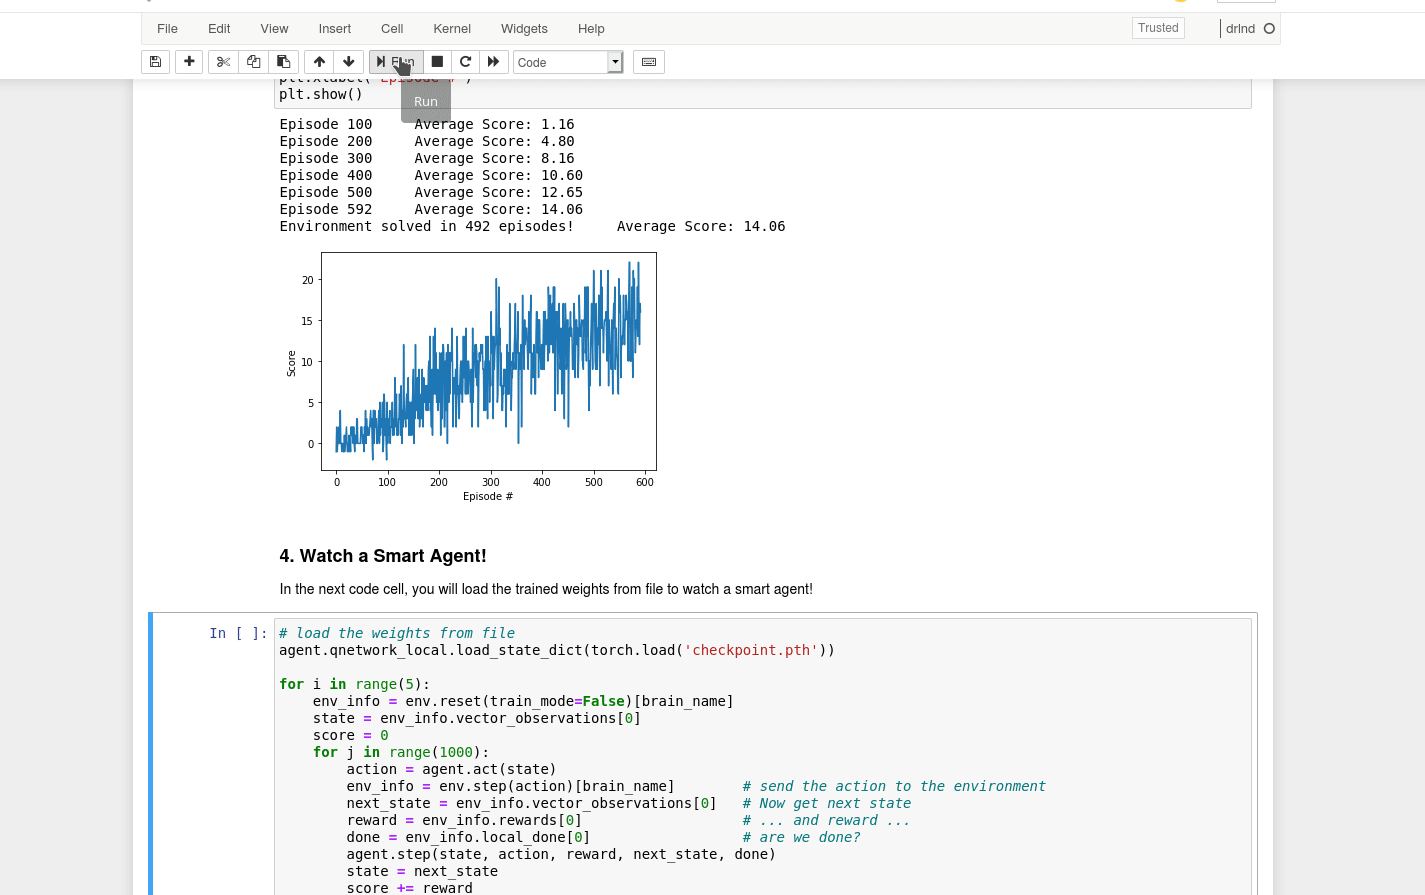 File Edit View Insert Cell Kernel Widgets Help Trusted drlnd
Run Code
plt.xlabel('Episode #')
plt.show()
Run
Episode 100 Average Score: 1.16
Episode 200 Average Score: 4.80
Episode 300 Average Score: 8.16
Episode 400 Average Score: 10.60
Episode 500 Average Score: 12.65
Episode 592 Average Score: 14.06
Environment solved in 492 episodes! Average Score: 14.06
20
15
10
5
0
Score
0 100 200 300 400 500 600
Episode #
4. Watch a Smart Agent!
In the next code cell, you will load the trained weights from file to watch a smart agent!
In [ ]: # load the weights from file
agent.qnetwork_local.load_state_dict(torch.load('checkpoint.pth'))
for i in range(5):
    env_info = env.reset(train_mode=False)[brain_name]
    state = env_info.vector_observations[0]
    score = 0
    for j in range(1000):
        action = agent.act(state)
        env_info = env.step(action)[brain_name] # send the action to the environment
        next_state = env_info.vector_observations[0] # Now get next state
        reward = env_info.rewards[0] # ... and reward ...
        done = env_info.local_done[0] # are we done?
        agent.step(state, action, reward, next_state, done)
        state = next_state
        score += reward